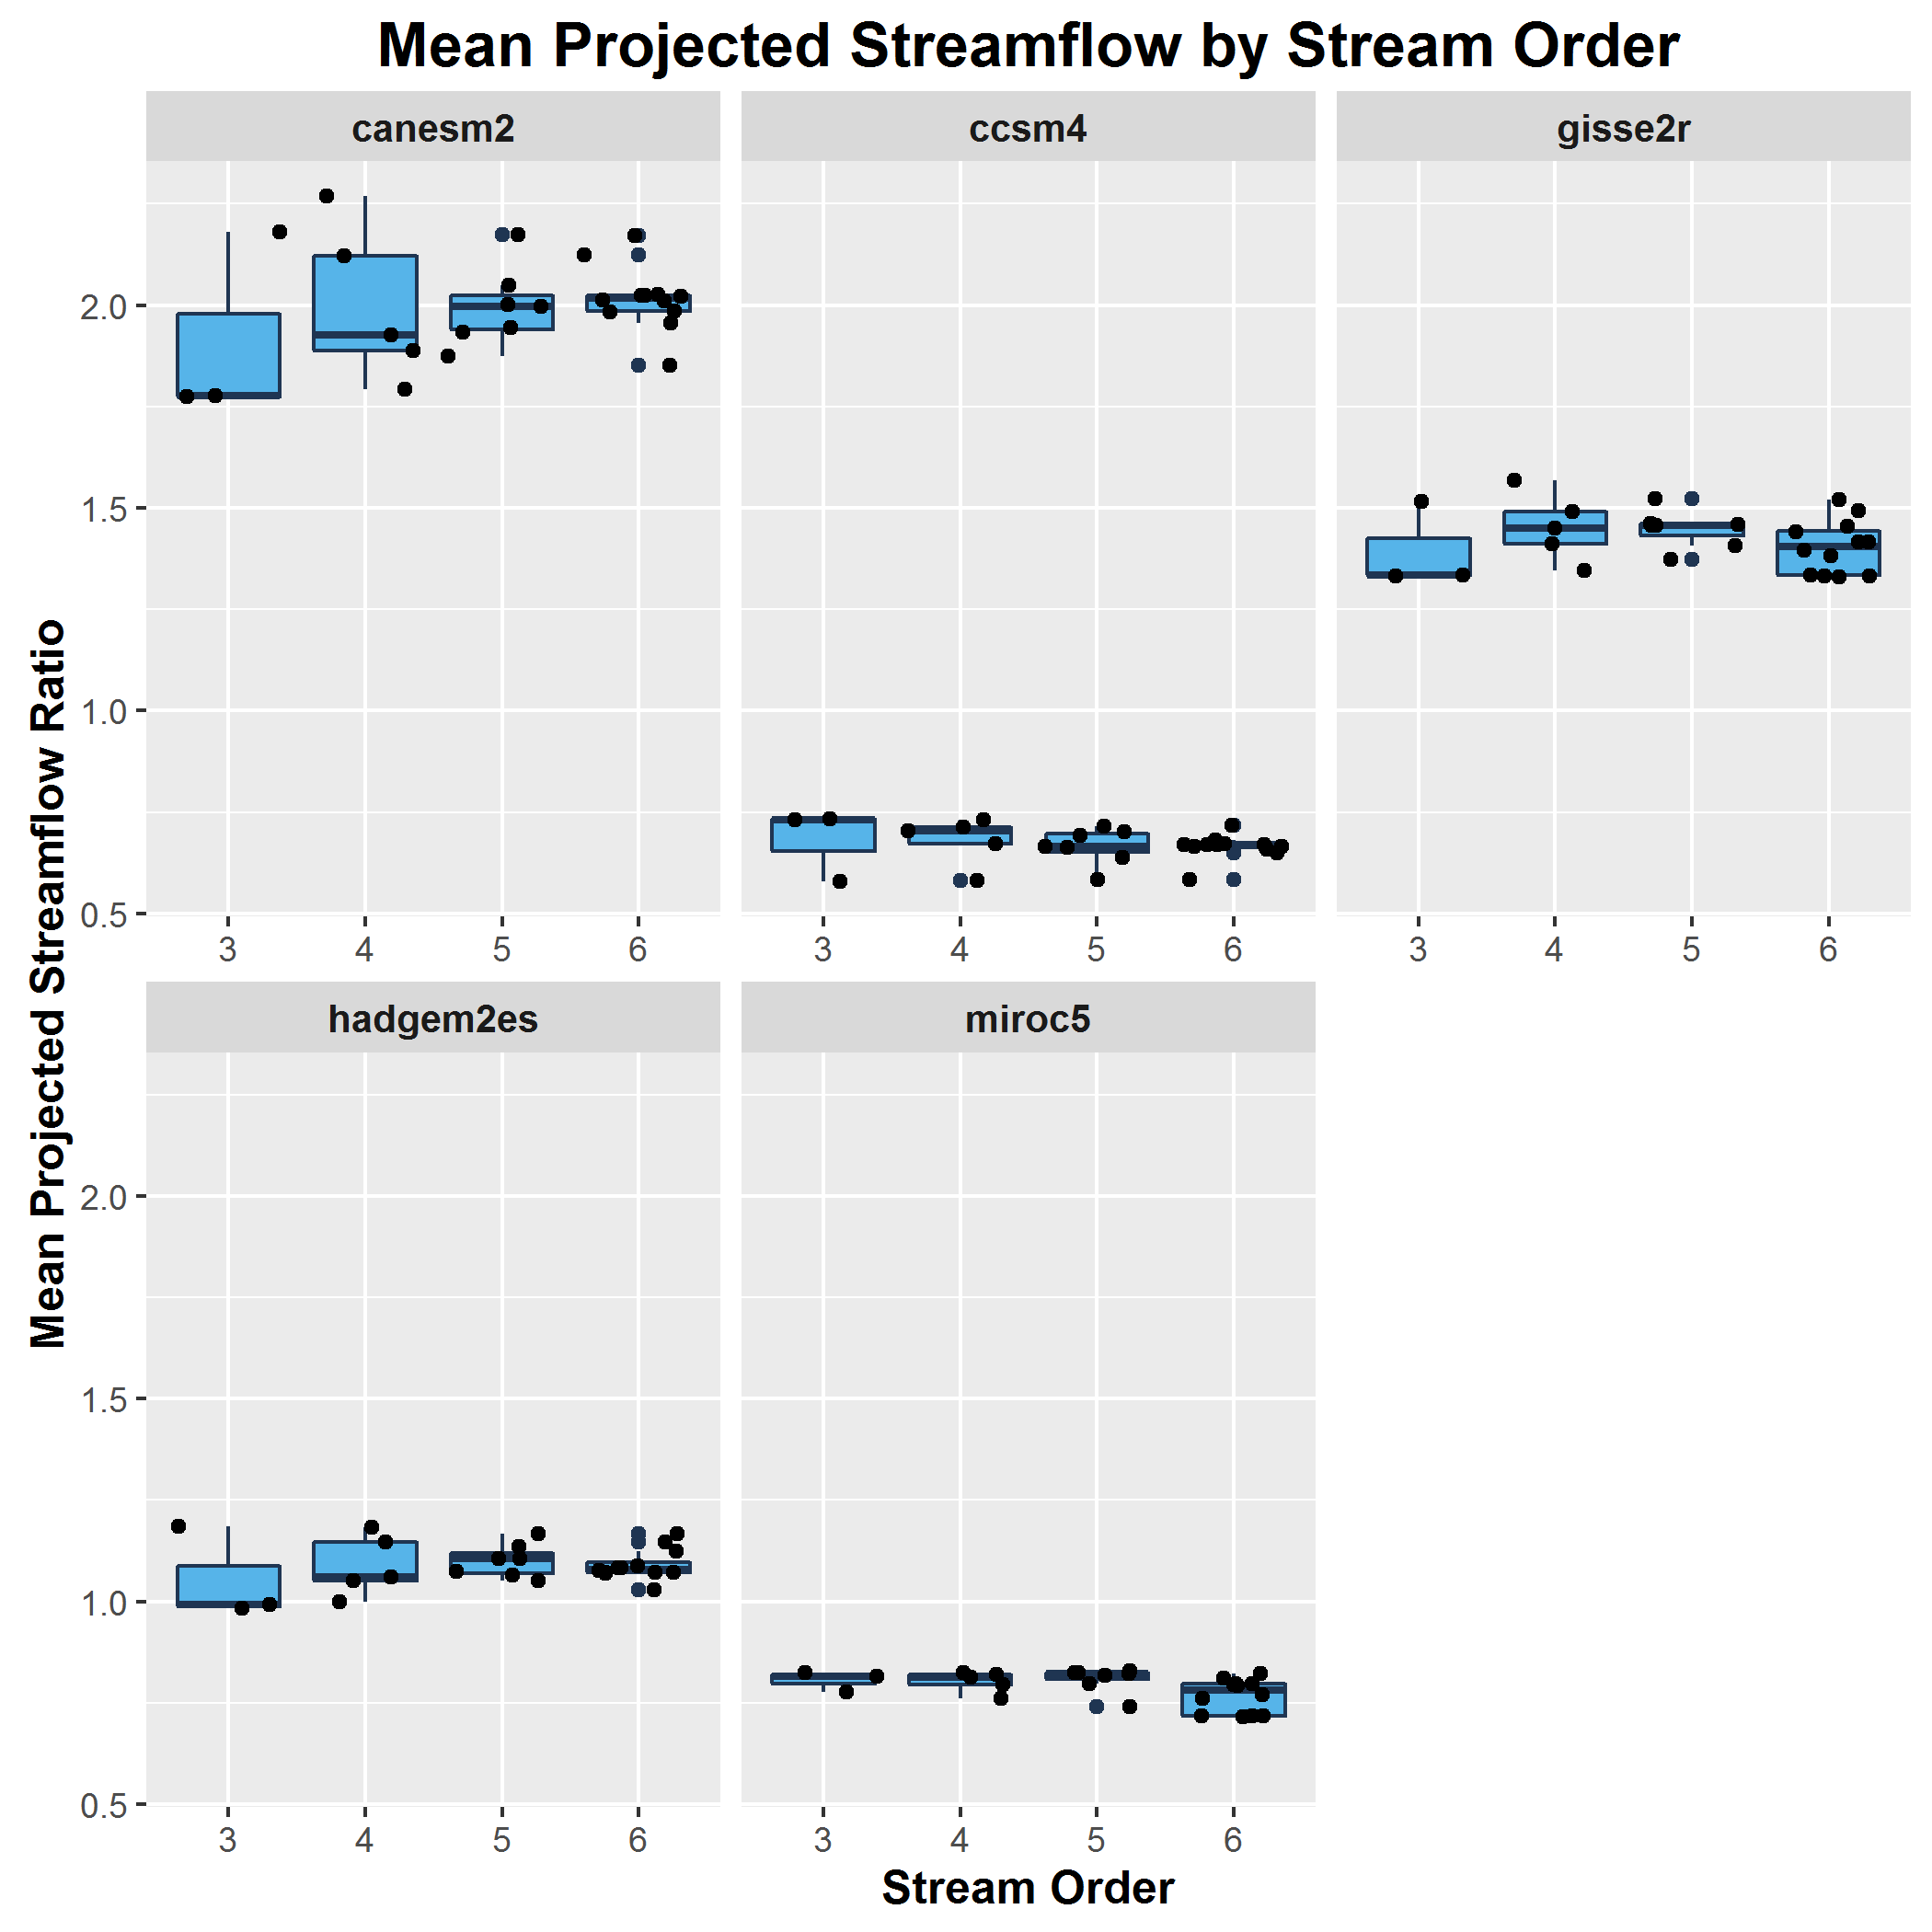 Mean Projected Streamflow by Stream Order
canesm2
ccsm4
gisse2r
2.0
1.5
1.0
0.5
3 4 5 6
3 4 5 6
3 4 5 6
hadgem2es
miroc5
2.0
1.5
1.0
0.5
3 4 5 6
3 4 5 6
Mean Projected Streamflow Ratio
Stream Order